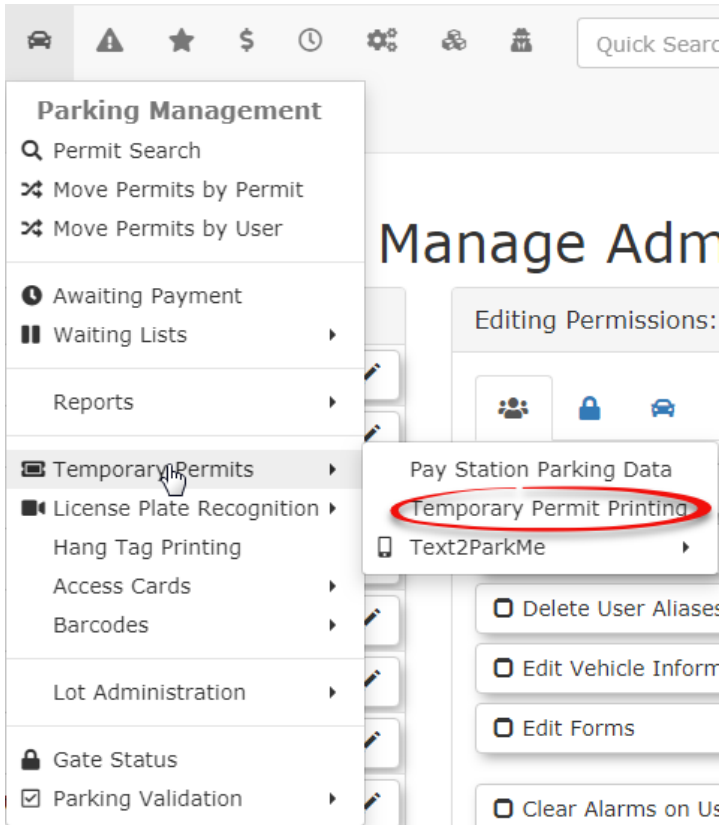 Quick Searc
Parking Management
Permit Search
Move Permits by Permit
Move Permits by User
Manage Adm
Awaiting Payment
Waiting Lists
Editing Permissions:
Reports
Temporary Permits
Pay Station Parking Data
License Plate Recognition
Temporary Permit Printing
Hang Tag Printing
Text2ParkMe
Access Cards
Barcodes
Delete User Aliases
Edit Vehicle Inform
Lot Administration
Edit Forms
Gate Status
Parking Validation
Clear Alarms on Us